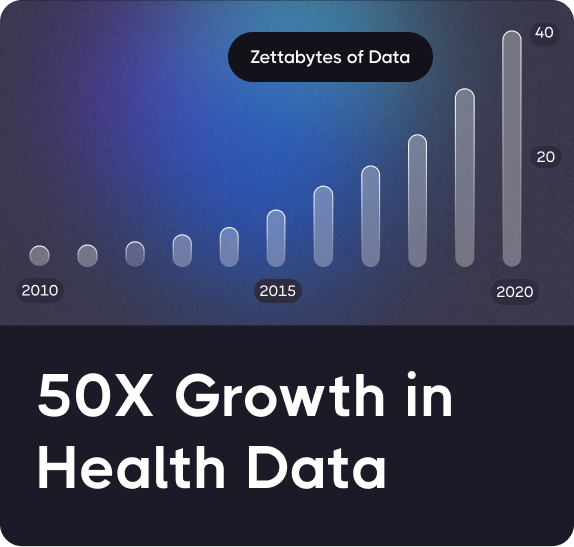 Zettabytes of Data
40
20
2010
2015
2020
50X Growth in
Health Data